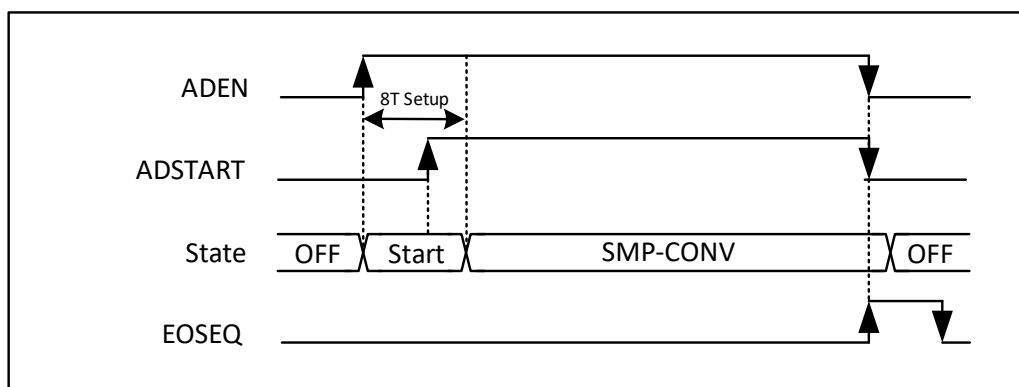 ADEN
8T Setup
ADSTART
State OFF Start SMP-CONV OFF
EOSEQ